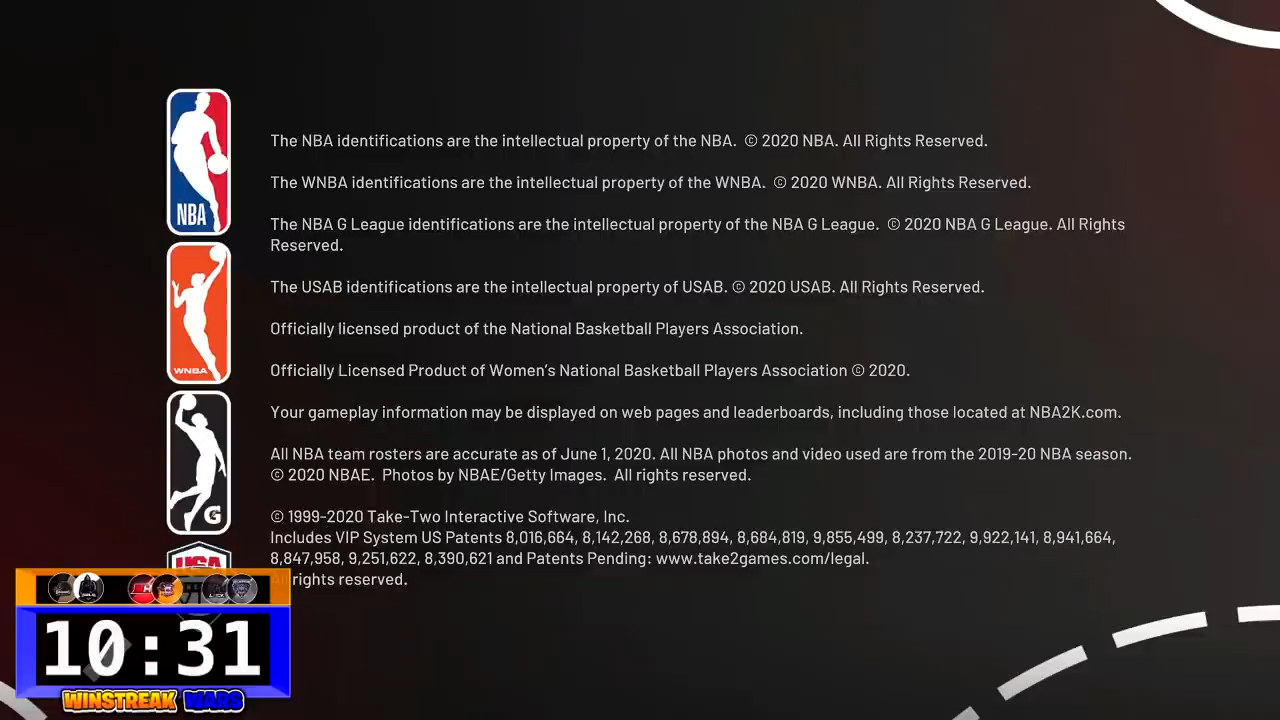 The NBA identifications are the intellectual property of the NBA. © 2020 NBA. All Rights Reserved.
The WNBA identifications are the intellectual property of the WNBA. © 2020 WNBA. All Rights Reserved.
The NBA G League identifications are the intellectual property of the NBA G League. © 2020 NBA G League. All Rights
Reserved.
The USAB identifications are the intellectual property of USAB. © 2020 USAB. All Rights Reserved.
Officially licensed product of the National Basketball Players Association.
Officially Licensed Product of Women's National Basketball Players Association © 2020.
Your gameplay information may be displayed on web pages and leaderboards, including those located at NBA2K.com.
All NBA team rosters are accurate as of June 1, 2020. All NBA photos and video used are from the 2019-20 NBA season.
© 2020 NBAE. Photos by NBAE/Getty Images. All rights reserved.
© 1999-2020 Take-Two Interactive Software, Inc.
Includes VIP System US Patents 8,016,664, 8,142,268, 8,678,894, 8,684,819, 9,855,499, 8,237,722, 9,922,141, 8,941,664,
8,847,958, 9,251,622, 8,390,621 and Patents Pending: www.take2games.com/legal.
All rights reserved.
NBA
WNBA
G
USA
10:31
WINSTREAK WARS